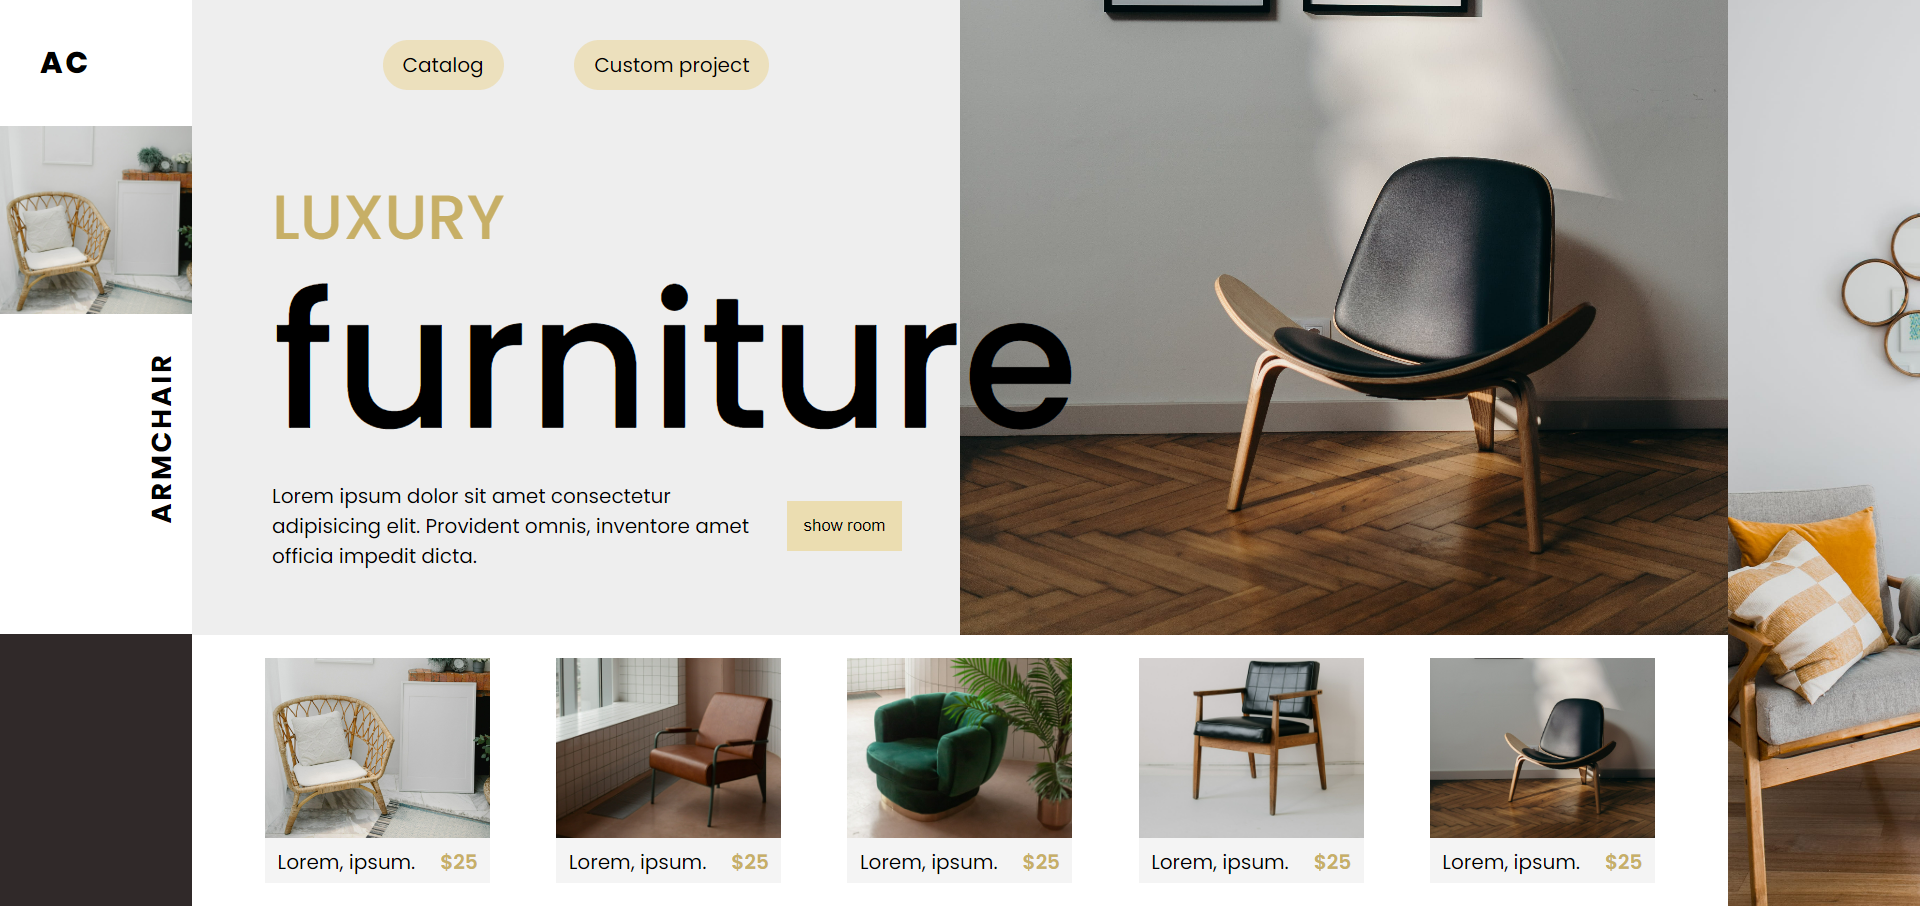 AC
Catalog
Custom project
LUXURY
furniture
Lorem ipsum dolor sit amet consectetur
adipisicing elit. Provident omnis, inventore amet
officia impedit dicta.
show room
ARMCHAIR
Lorem, ipsum. $25
Lorem, ipsum. $25
Lorem, ipsum. $25
Lorem, ipsum. $25
Lorem, ipsum. $25